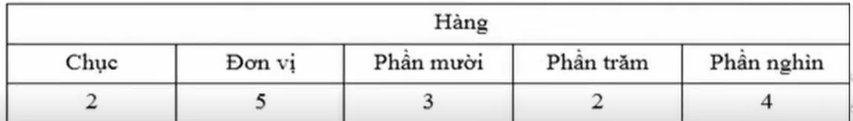 Hàng
Chục Đơn vị Phần mười Phần trăm Phần nghìn
2 5 3 2 4